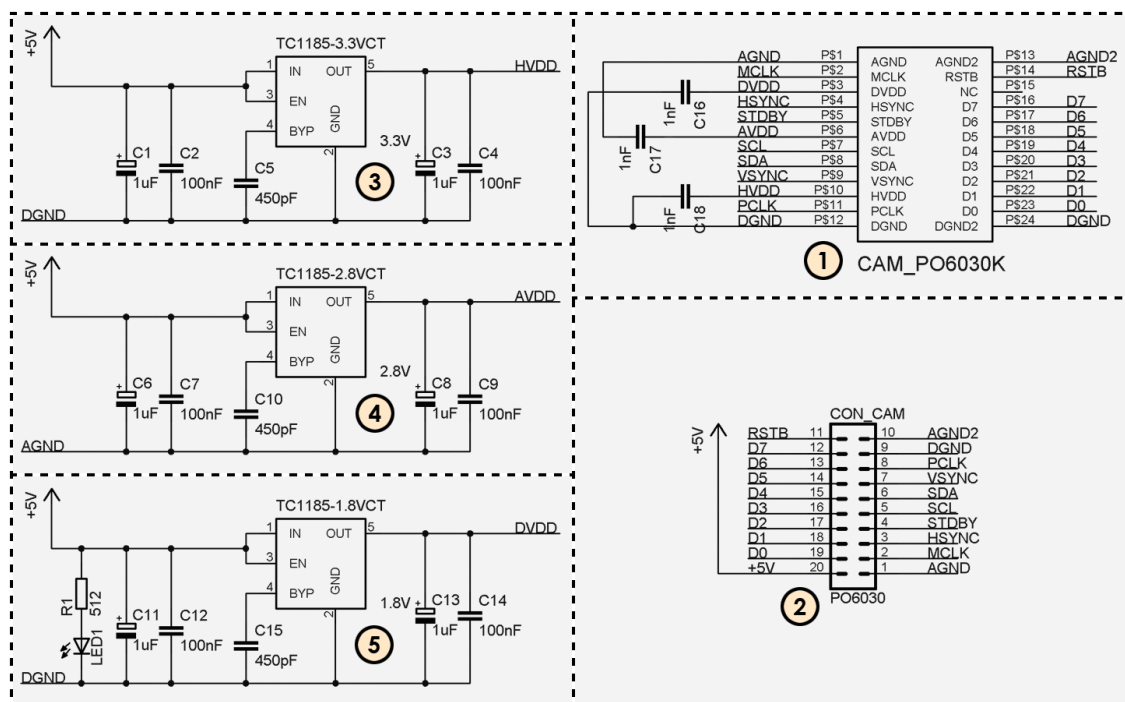 +5V
TC1185-3.3VCT
1 IN OUT 5 HVDD
3 EN
4 BYP GND 2
3.3V
C1 1uF
C2 100nF
C5 450pF
C3 1uF
C4 100nF
3
DGND
+5V
TC1185-2.8VCT
1 IN OUT 5 AVDD
3 EN
4 BYP GND 2
2.8V
C6 1uF
C7 100nF
C10 450pF
C8 1uF
C9 100nF
4
AGND
+5V
TC1185-1.8VCT
1 IN OUT 5 DVDD
3 EN
4 BYP GND 2
1.8V
R1 512
LED1
C11 1uF
C12 100nF
C15 450pF
C13 1uF
C14 100nF
5
DGND
AGND P$1 AGND AGND2 P$13 AGND2
MCLK P$2 MCLK RSTB P$14 RSTB
DVDD P$3 DVDD NC P$15
HSYNC P$4 HSYNC D7 P$16 D7
STDBY P$5 STDBY D6 P$17 D6
AVDD P$6 AVDD D5 P$18 D5
SCL P$7 SCL D4 P$19 D4
SDA P$8 SDA D3 P$20 D3
VSYNC P$9 VSYNC D2 P$21 D2
HVDD P$10 HVDD D1 P$22 D1
PCLK P$11 PCLK D0 P$23 D0
DGND P$12 DGND DGND2 P$24 DGND
1nF C16
1nF C17
1nF C18
1 CAM_PO6030K
CON_CAM
+5V
RSTB 11 10 AGND2
D7 12 9 DGND
D6 13 8 PCLK
D5 14 7 VSYNC
D4 15 6 SDA
D3 16 5 SCL
D2 17 4 STDBY
D1 18 3 HSYNC
D0 19 2 MCLK
+5V 20 1 AGND
2 PO6030